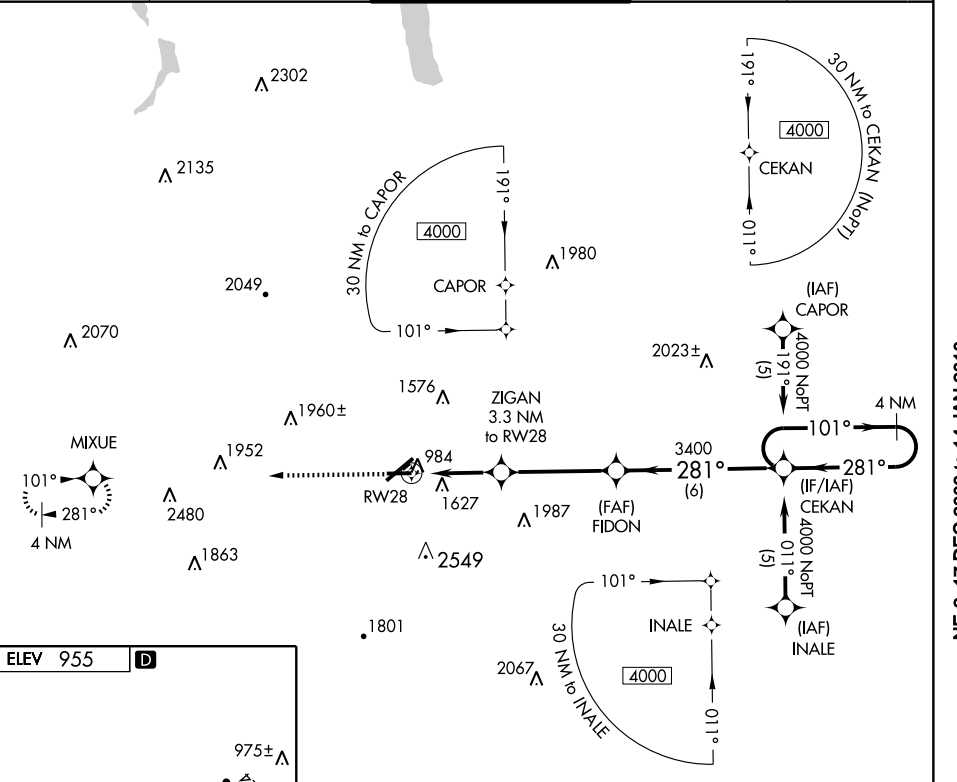 2302
2135
2049
2070
1960±
1952
2480
1863
1576
1980
984
1627
1987
2549
1801
2067
2023±
30 NM to CAPOR
4000
191°
CAPOR
101°
191°
30 NM to CEKAN (NoPT)
4000
CEKAN
011°
(IAF)
CAPOR
4000 NoPT
191°
(5)
4 NM
101°
281°
(IF/IAF)
CEKAN
4000 NoPT
011°
(5)
(IAF)
INALE
ZIGAN
3.3 NM
to RW28
3400
281°
(6)
(FAF)
FIDON
RW28
MIXUE
101°
281°
4 NM
101°
INALE
4000
30 NM to INALE
011°
ELEV 955
D
975±